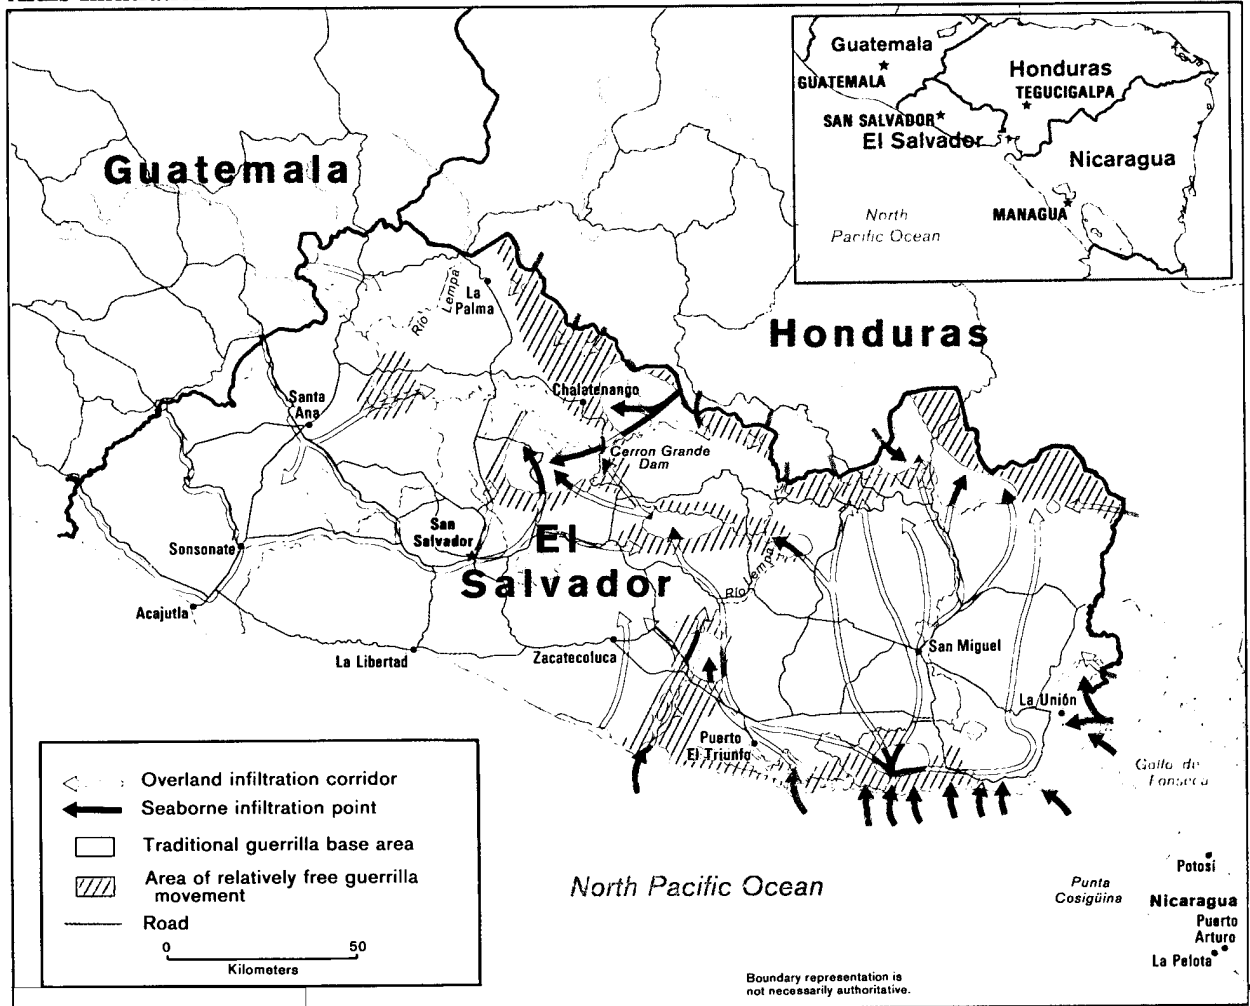 Guatemala
GUATEMALA
Honduras
TEGUCIGALPA
SAN SALVADOR
El Salvador
Nicaragua
MANAGUA
North
Pacific Ocean
Guatemala
Honduras
El
Salvador
Río
Lempa
La
Palma
Santa
Ana
Chalatenango
Cerron Grande
Dam
San
Salvador
Sonsonate
Acajutla
La Libertad
Zacatecoluca
Río
Lempa
San Miguel
La Unión
Puerto
El Triunfo
Golfo de
Fonseca
North Pacific Ocean
Potosí
Punta
Cosigüina
Nicaragua
Puerto
Arturo
La Pelota
Overland infiltration corridor
Seaborne infiltration point
Traditional guerrilla base area
Area of relatively free guerrilla
movement
Road
0 50
Kilometers
Boundary representation is
not necessarily authoritative.